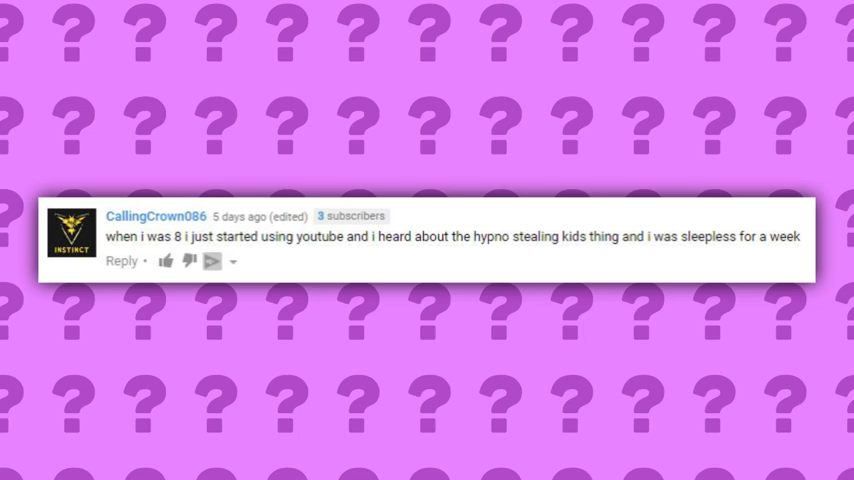 CallingCrown086 5 days ago (edited) 3 subscribers
when i was 8 i just started using youtube and i heard about the hypno stealing kids thing and i was sleepless for a week
INSTINCT
Reply •